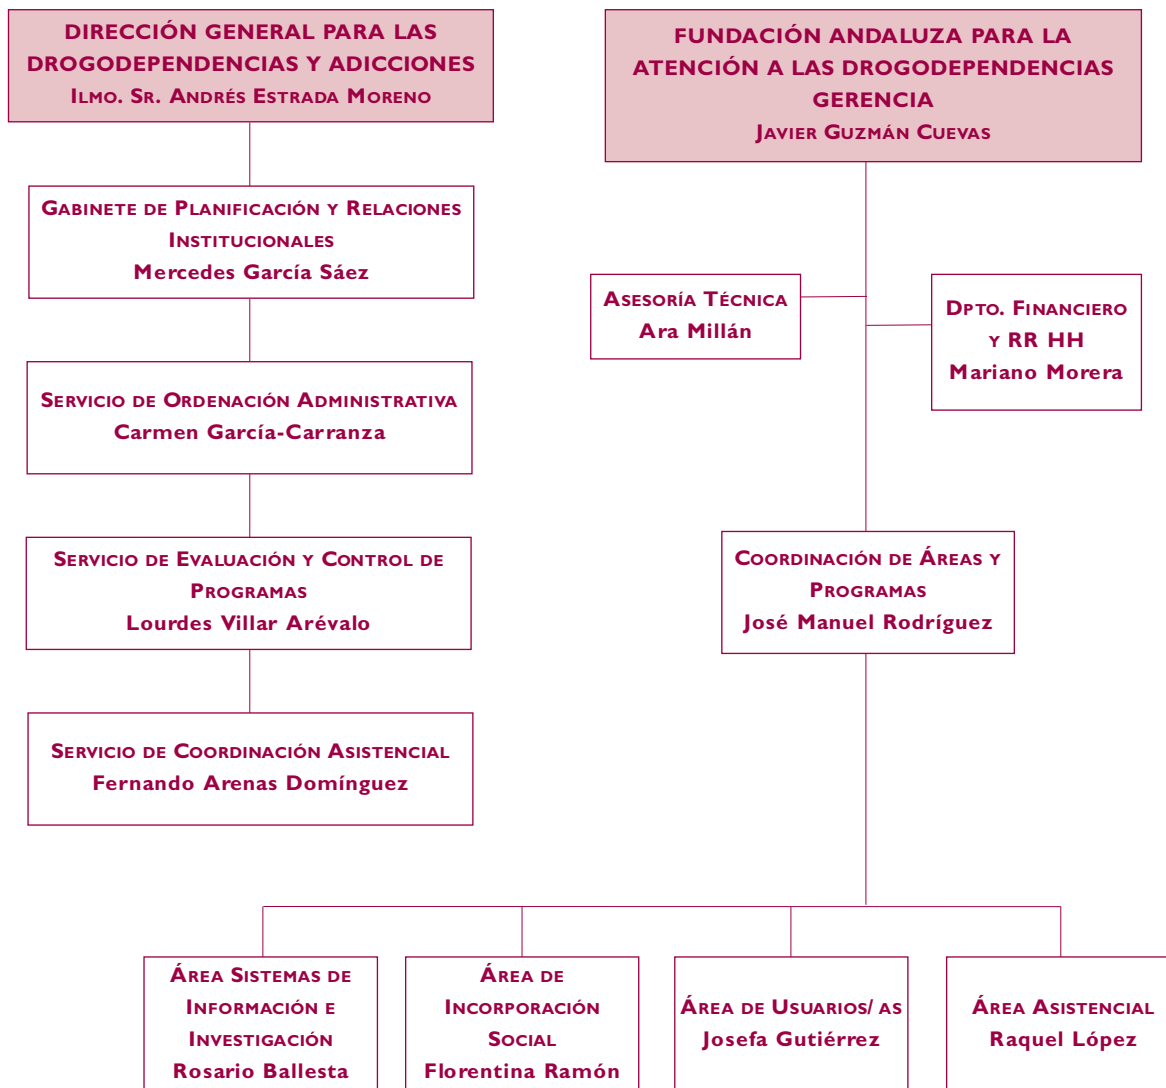 DIRECCIÓN GENERAL PARA LAS
DROGODEPENDENCIAS Y ADICCIONES
ILMO. SR. ANDRÉS ESTRADA MORENO
GABINETE DE PLANIFICACIÓN Y RELACIONES
INSTITUCIONALES
Mercedes García Sáez
SERVICIO DE ORDENACIÓN ADMINISTRATIVA
Carmen García-Carranza
SERVICIO DE EVALUACIÓN Y CONTROL DE
PROGRAMAS
Lourdes Villar Arévalo
SERVICIO DE COORDINACIÓN ASISTENCIAL
Fernando Arenas Domínguez
FUNDACIÓN ANDALUZA PARA LA
ATENCIÓN A LAS DROGODEPENDENCIAS
GERENCIA
JAVIER GUZMÁN CUEVAS
ASESORÍA TÉCNICA
Ara Millán
DPTO. FINANCIERO
Y RR HH
Mariano Morera
COORDINACIÓN DE ÁREAS Y
PROGRAMAS
José Manuel Rodríguez
ÁREA SISTEMAS DE
INFORMACIÓN E
INVESTIGACIÓN
Rosario Ballesta
ÁREA DE
INCORPORACIÓN
SOCIAL
Florentina Ramón
ÁREA DE USUARIOS/ AS
Josefa Gutiérrez
ÁREA ASISTENCIAL
Raquel López